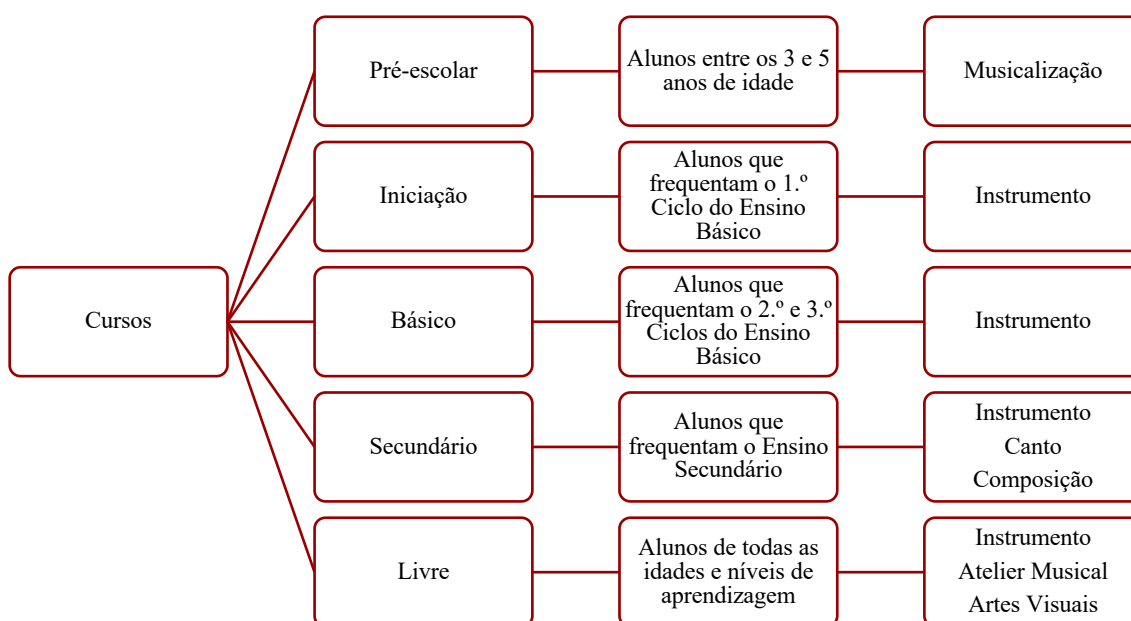 Pré-escolar
Alunos entre os 3 e 5
anos de idade
Musicalização
Iniciação
Alunos que
frequentam o 1.º
Ciclo do Ensino
Básico
Instrumento
Cursos
Básico
Alunos que
frequentam o 2.º e 3.º
Ciclos do Ensino
Básico
Instrumento
Secundário
Alunos que
frequentam o Ensino
Secundário
Instrumento
Canto
Composição
Livre
Alunos de todas as
idades e níveis de
aprendizagem
Instrumento
Atelier Musical
Artes Visuais